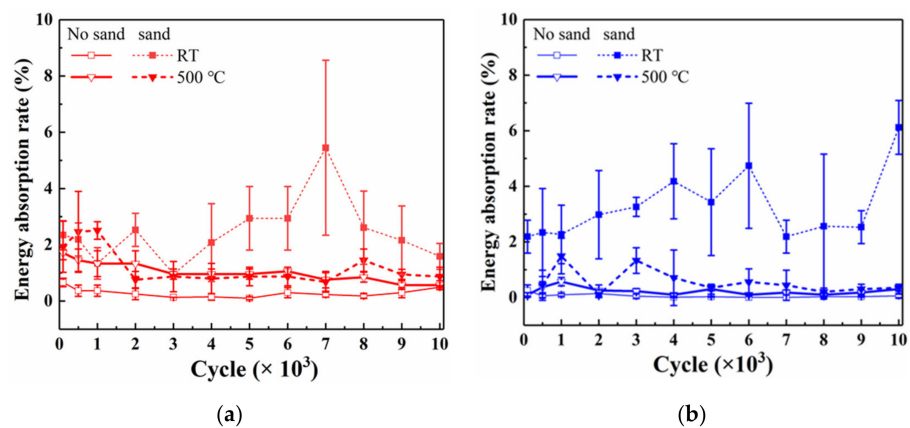 10
8
6
4
2
0
Energy absorption rate (%)
No sand sand
RT
500 ℃
0 1 2 3 4 5 6 7 8 9 10
Cycle (× 10³)
(a)
10
8
6
4
2
0
Energy absorption rate (%)
No sand sand
RT
500 ℃
0 1 2 3 4 5 6 7 8 9 10
Cycle (×10³)
(b)